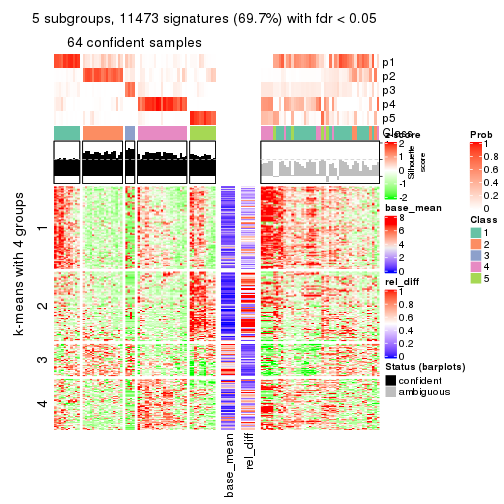 5 subgroups, 11473 signatures (69.7%) with fdr < 0.05
64 confident samples
p1
p2
p3
p4
p5
Class
z-score
2
1
0
-1
-2
Silhouette
score
Prob
1
0.8
0.6
0.4
0.2
0
Class
1
2
3
4
5
base_mean
8
6
4
2
0
rel_diff
1
0.8
0.6
0.4
0.2
0
Status (barplots)
confident
ambiguous
k-means with 4 groups
1
2
3
4
base_mean
rel_diff